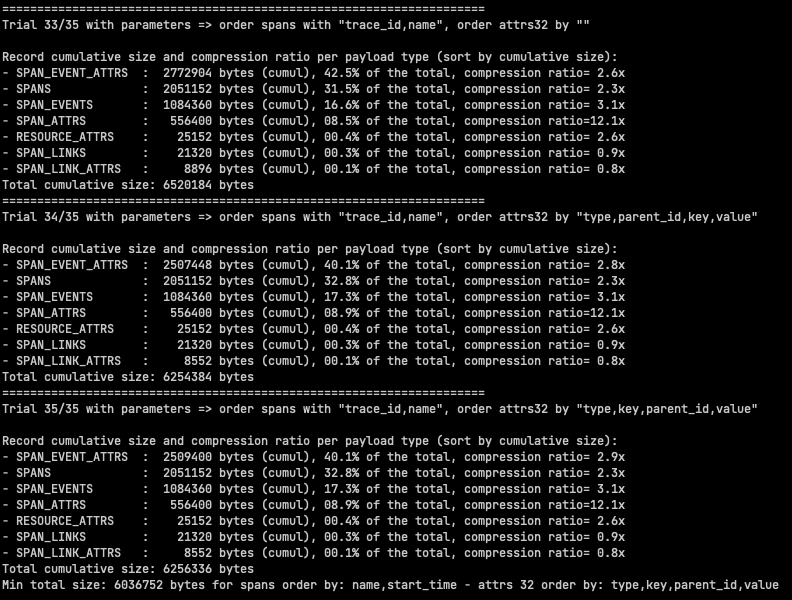 =====================================================================
Trial 33/35 with parameters => order spans with "trace_id,name", order attrs32 by ""
Record cumulative size and compression ratio per payload type (sort by cumulative size):
- SPAN_EVENT_ATTRS  :  2772904 bytes (cumul), 42.5% of the total, compression ratio= 2.6x
- SPANS             :  2051152 bytes (cumul), 31.5% of the total, compression ratio= 2.3x
- SPAN_EVENTS       :  1084360 bytes (cumul), 16.6% of the total, compression ratio= 3.1x
- SPAN_ATTRS        :   556400 bytes (cumul), 08.5% of the total, compression ratio=12.1x
- RESOURCE_ATTRS    :    25152 bytes (cumul), 00.4% of the total, compression ratio= 2.6x
- SPAN_LINKS        :    21320 bytes (cumul), 00.3% of the total, compression ratio= 0.9x
- SPAN_LINK_ATTRS   :     8896 bytes (cumul), 00.1% of the total, compression ratio= 0.8x
Total cumulative size: 6520184 bytes
=====================================================================
Trial 34/35 with parameters => order spans with "trace_id,name", order attrs32 by "type,parent_id,key,value"
Record cumulative size and compression ratio per payload type (sort by cumulative size):
- SPAN_EVENT_ATTRS  :  2507448 bytes (cumul), 40.1% of the total, compression ratio= 2.8x
- SPANS             :  2051152 bytes (cumul), 32.8% of the total, compression ratio= 2.3x
- SPAN_EVENTS       :  1084360 bytes (cumul), 17.3% of the total, compression ratio= 3.1x
- SPAN_ATTRS        :   556400 bytes (cumul), 08.9% of the total, compression ratio=12.1x
- RESOURCE_ATTRS    :    25152 bytes (cumul), 00.4% of the total, compression ratio= 2.6x
- SPAN_LINKS        :    21320 bytes (cumul), 00.3% of the total, compression ratio= 0.9x
- SPAN_LINK_ATTRS   :     8552 bytes (cumul), 00.1% of the total, compression ratio= 0.8x
Total cumulative size: 6254384 bytes
=====================================================================
Trial 35/35 with parameters => order spans with "trace_id,name", order attrs32 by "type,key,parent_id,value"
Record cumulative size and compression ratio per payload type (sort by cumulative size):
- SPAN_EVENT_ATTRS  :  2509400 bytes (cumul), 40.1% of the total, compression ratio= 2.9x
- SPANS             :  2051152 bytes (cumul), 32.8% of the total, compression ratio= 2.3x
- SPAN_EVENTS       :  1084360 bytes (cumul), 17.3% of the total, compression ratio= 3.1x
- SPAN_ATTRS        :   556400 bytes (cumul), 08.9% of the total, compression ratio=12.1x
- RESOURCE_ATTRS    :    25152 bytes (cumul), 00.4% of the total, compression ratio= 2.6x
- SPAN_LINKS        :    21320 bytes (cumul), 00.3% of the total, compression ratio= 0.9x
- SPAN_LINK_ATTRS   :     8552 bytes (cumul), 00.1% of the total, compression ratio= 0.8x
Total cumulative size: 6256336 bytes
Min total size: 6036752 bytes for spans order by: name,start_time - attrs 32 order by: type,key,parent_id,value